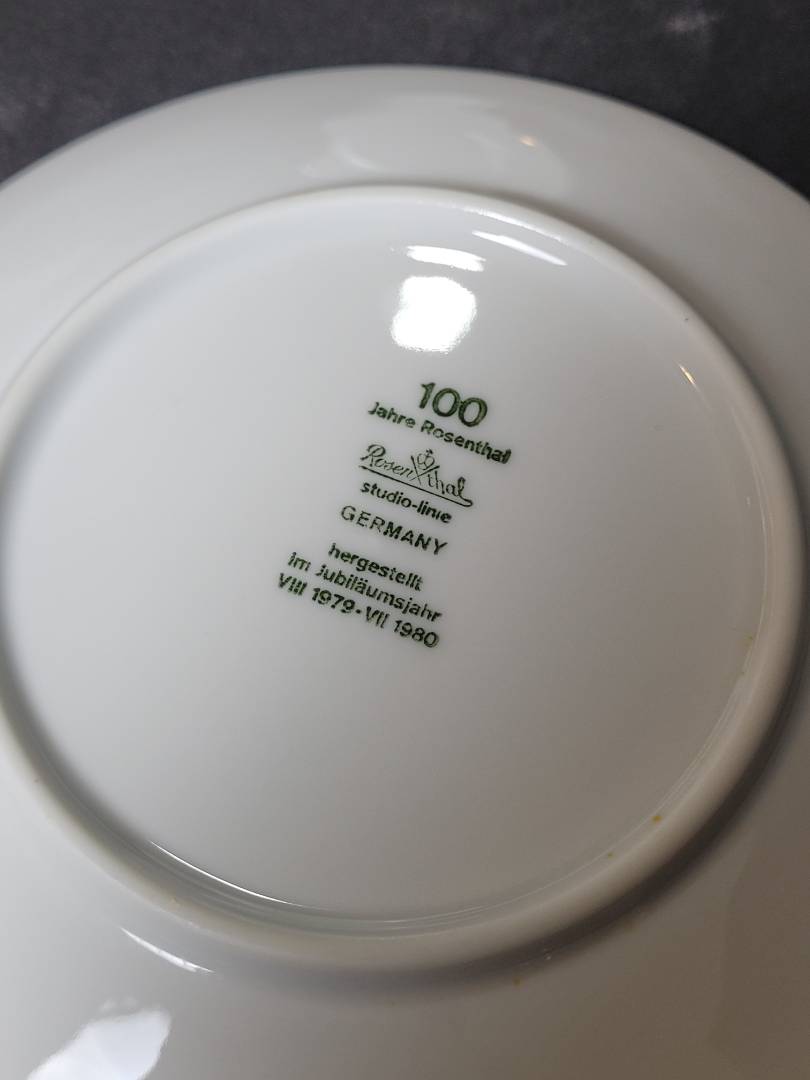 100
Jahre Rosenthal
Rosenthal
studio-linie
GERMANY
hergestellt
im Jubiläumsjahr
VIII 1979-VII 1980